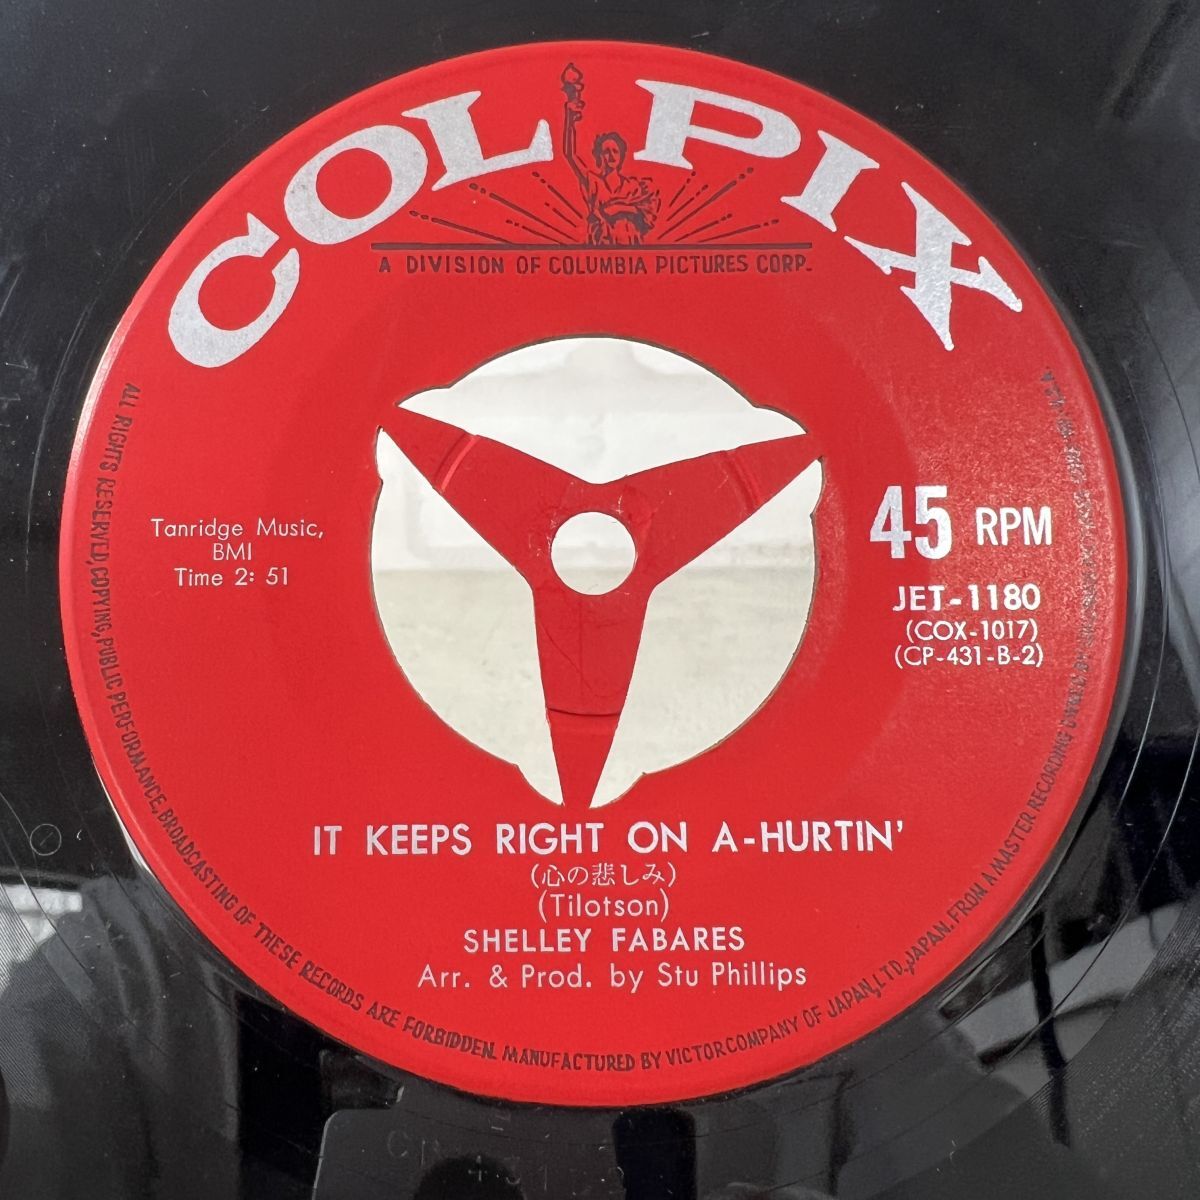 COLPIX
A DIVISION OF COLUMBIA PICTURES CORP.
Tanridge Music,
BMI
Time 2: 51
45 RPM
JET-1180
(COX-1017)
(CP-431-B-2)
IT KEEPS RIGHT ON A-HURTIN'
(心の悲しみ)
(Tilotson)
SHELLEY FABARES
Arr. & Prod. by Stu Phillips
ALL RIGHTS RESERVED, COPYING, PUBLIC PERFORMANCE, BROADCASTING OF THESE RECORDS ARE FORBIDDEN. MANUFACTURED BY VICTOR COMPANY OF JAPAN, LTD, JAPAN. FROM A MASTER RECORDING OWNED BY